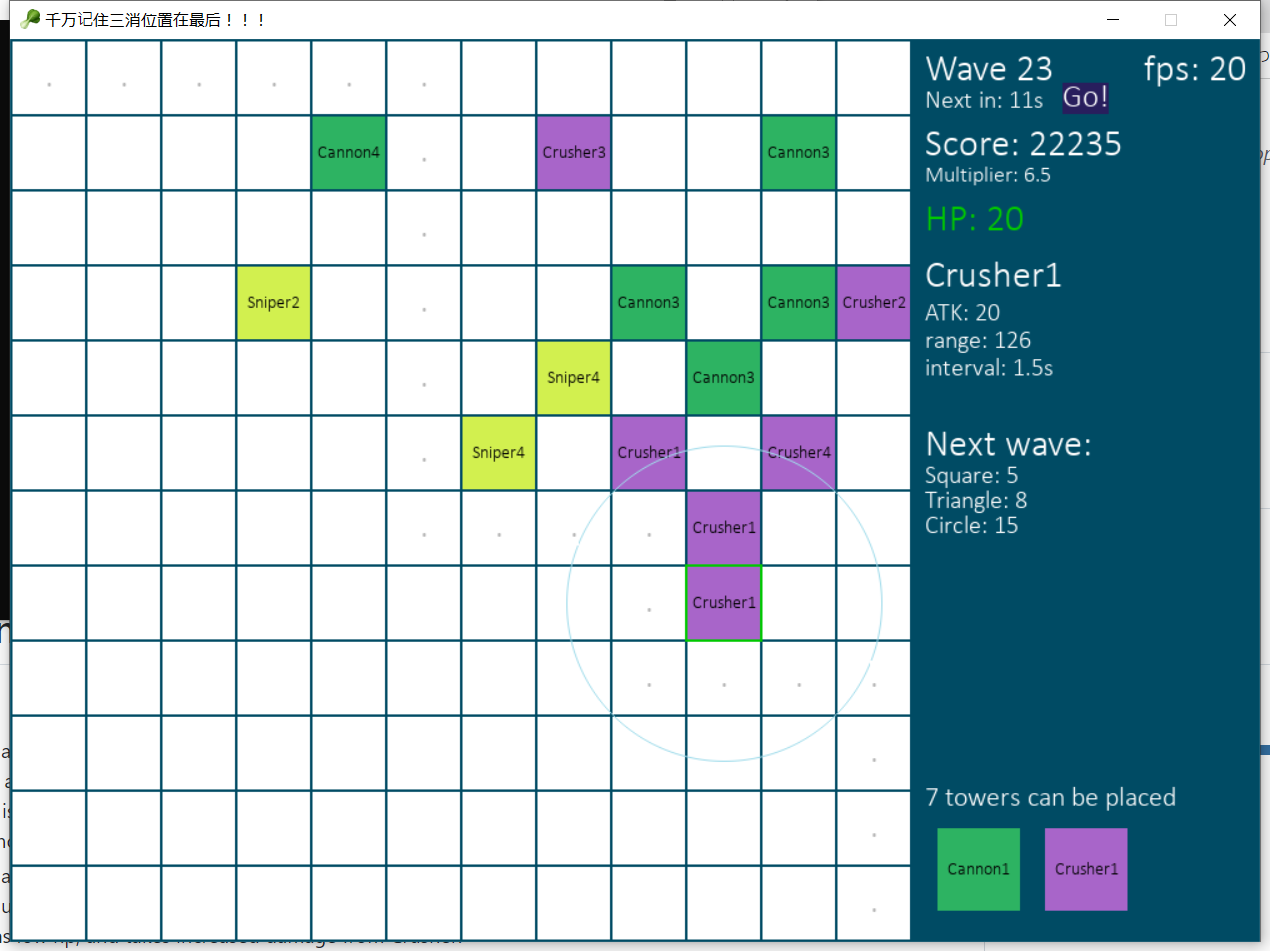 千万记住三消位置在最后！！！
Wave 23 fps: 20
Next in: 11s Go!
Score: 22235
Multiplier: 6.5
HP: 20
Crusher1
ATK: 20
range: 126
interval: 1.5s
Next wave:
Square: 5
Triangle: 8
Circle: 15
7 towers can be placed
Cannon1 Crusher1
Cannon4 Crusher3 Cannon3
Sniper2 Cannon3 Cannon3 Crusher2
Sniper4 Cannon3
Sniper4 Crusher1 Crusher4
Crusher1
Crusher1